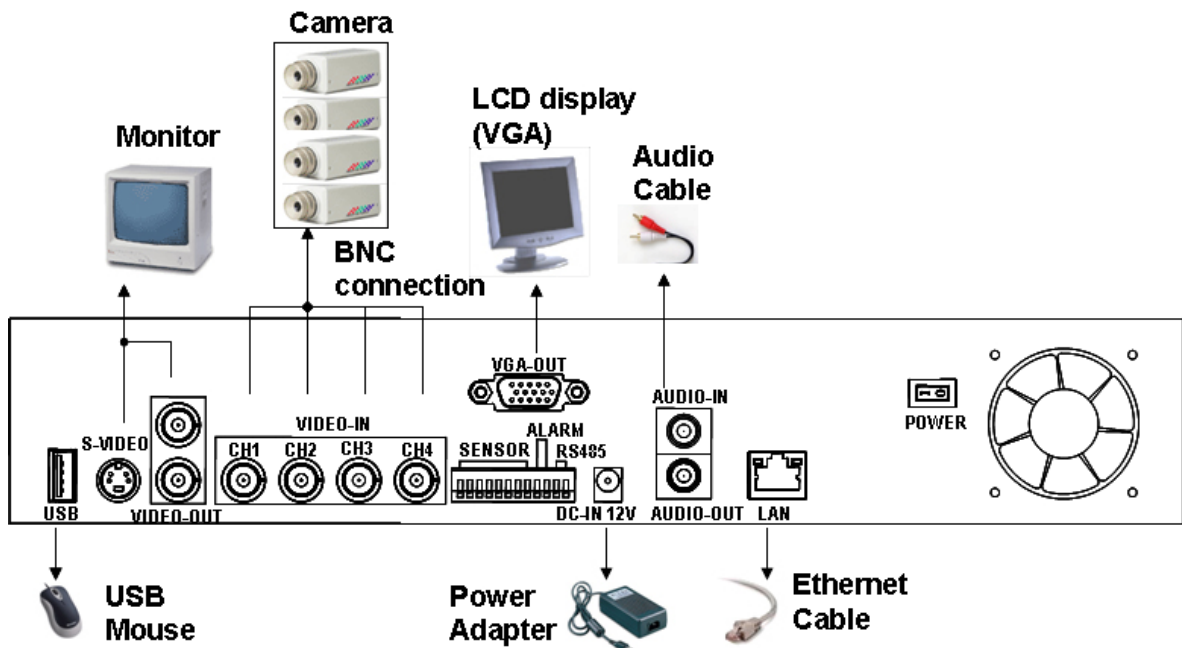 Camera
Monitor
LCD display
(VGA)
Audio
Cable
BNC
connection
VGA-OUT
AUDIO-IN
POWER
S-VIDEO
VIDEO-IN
ALARM
CH1
CH2
CH3
CH4
SENSOR
RS485
USB
VIDEO-OUT
DC-IN 12V
AUDIO-OUT
LAN
USB
Mouse
Power
Adapter
Ethernet
Cable